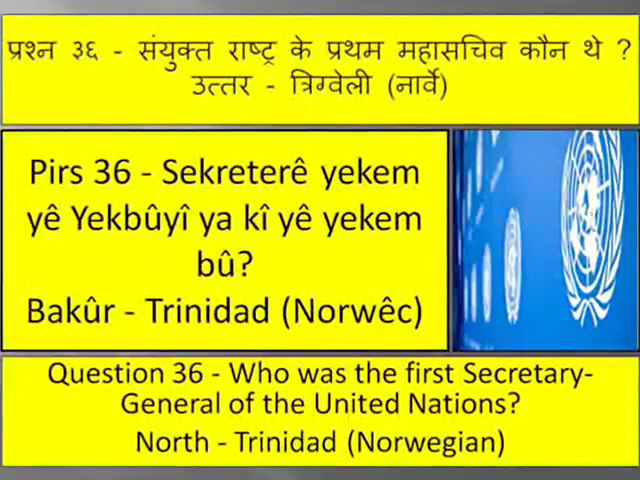 प्रश्न ३६ - संयुक्त राष्ट्र के प्रथम महासचिव कौन थे ?
उत्तर - त्रिग्वेली (नार्वे)
Pirs 36 - Sekreterê yekem
yê Yekbûyî ya kî yê yekem
bû?
Bakûr - Trinidad (Norwêc)
Question 36 - Who was the first Secretary-
General of the United Nations?
North - Trinidad (Norwegian)